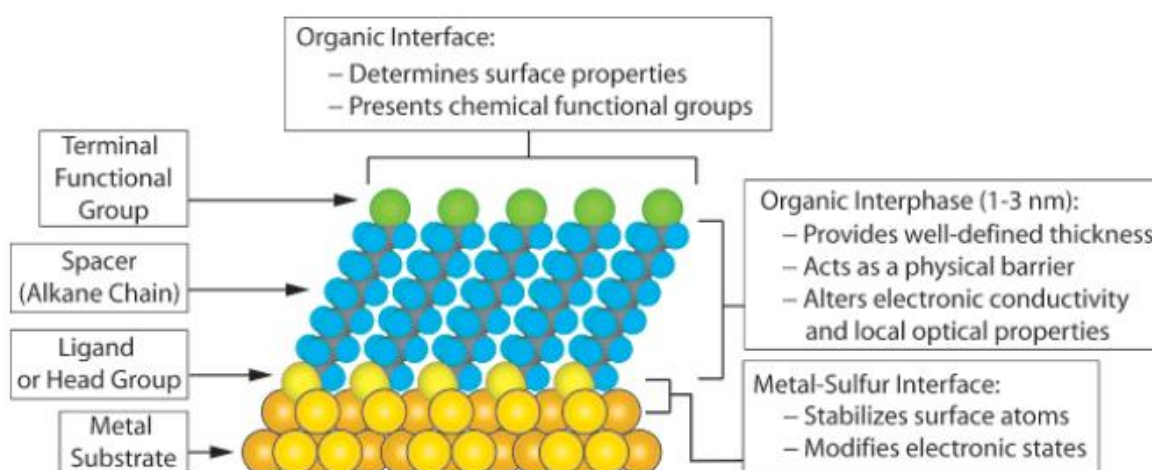 Organic Interface:
– Determines surface properties
– Presents chemical functional groups
Terminal
Functional
Group
Spacer
(Alkane Chain)
Ligand
or Head Group
Metal
Substrate
Organic Interphase (1-3 nm):
– Provides well-defined thickness
– Acts as a physical barrier
– Alters electronic conductivity
and local optical properties
Metal-Sulfur Interface:
– Stabilizes surface atoms
– Modifies electronic states